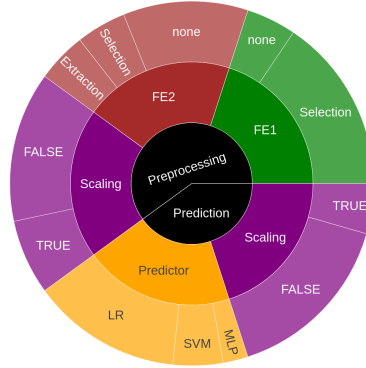 none
none
Selection
Extraction
Selection
FE2
FE1
FALSE
Scaling
Preprocessing
Prediction
TRUE
Scaling
TRUE
Predictor
FALSE
LR
SVM
MLP